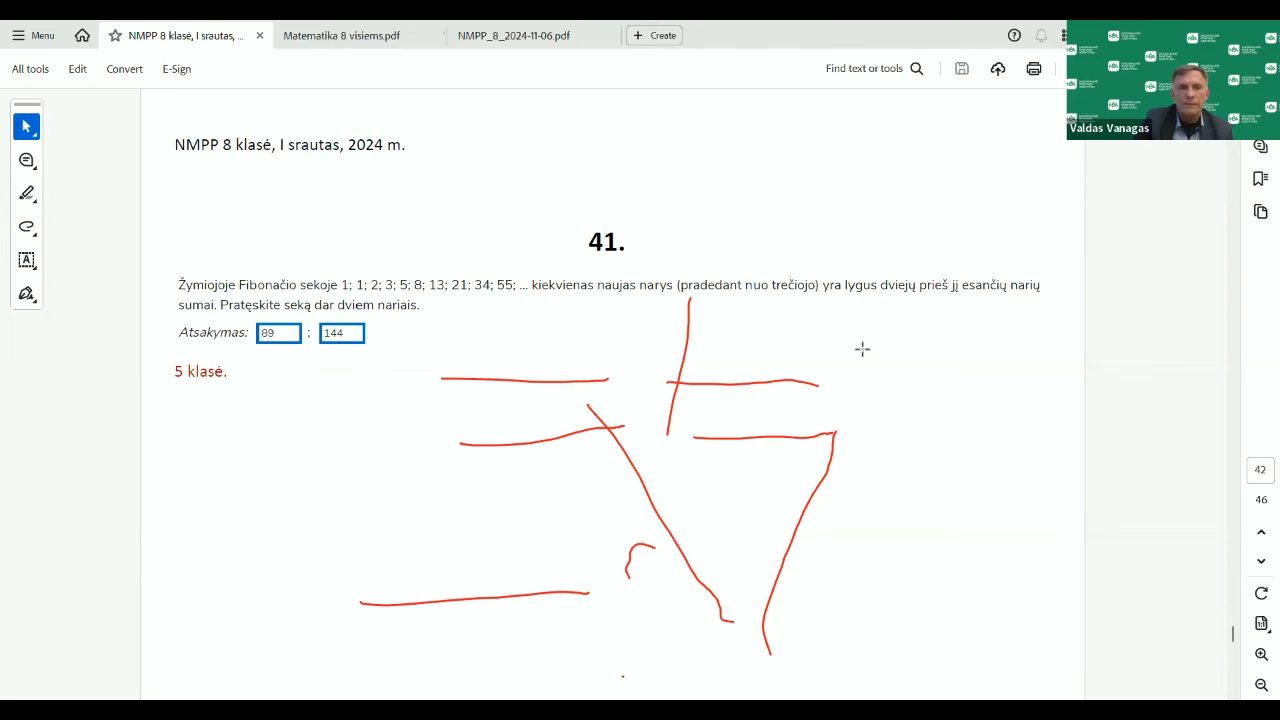 Menu
NMPP 8 klasė, I srautas, ...
Matematika 8 visiems.pdf
NMPP_8_2024-11-06.pdf
Create
All tools
Edit
Convert
E-Sign
Find text or tools
Valdas Vanagas
NMPP 8 klasė, I srautas, 2024 m.
41.
Žymiojoje Fibonačio sekoje 1; 1; 2; 3; 5; 8; 13; 21; 34; 55; ... kiekvienas naujas narys (pradedant nuo trečiojo) yra lygus dviejų prieš jį esančių narių
sumai. Pratęskite seką dar dviem nariais.
Atsakymas: 89 ; 144
5 klasė.
42
46